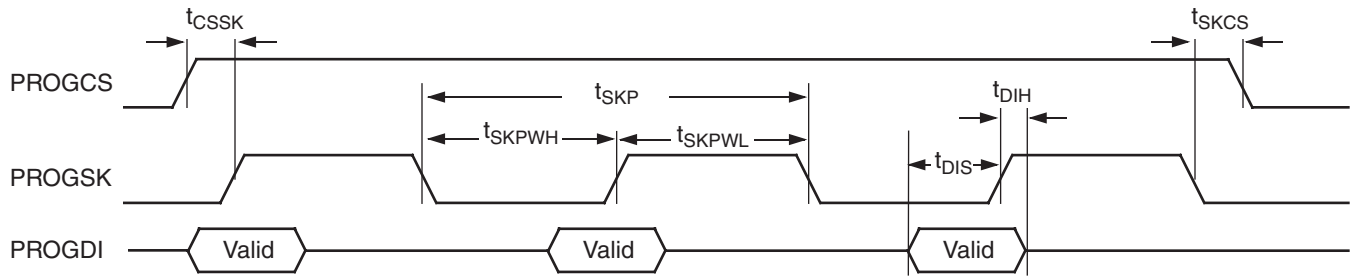 tCSSK
tSKCS
PROGCS
tSKP
tDIH
tSKPWH
tSKPWL
tDIS
PROGSK
PROGDI
Valid
Valid
Valid